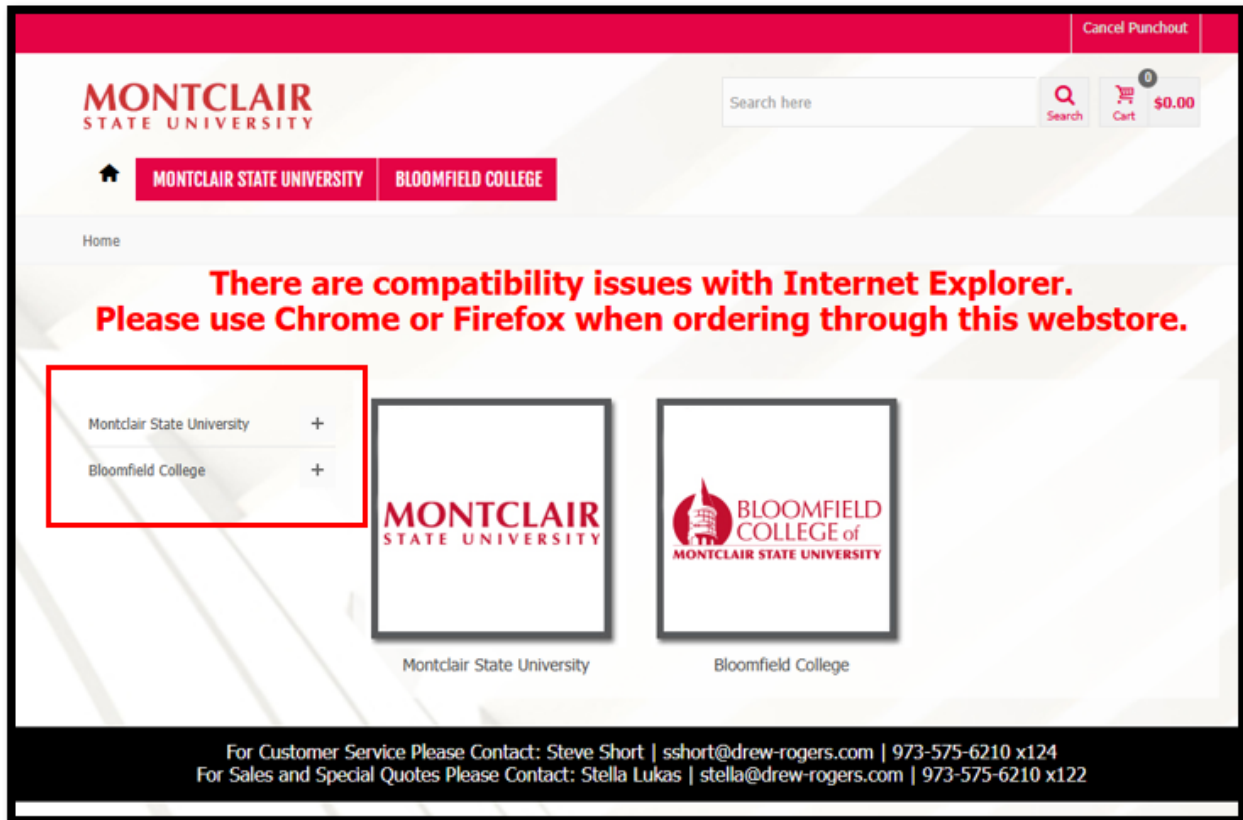 Cancel Punchout
MONTCLAIR
STATE UNIVERSITY
Search here
Search
0
Cart
$0.00
MONTCLAIR STATE UNIVERSITY
BLOOMFIELD COLLEGE
Home
There are compatibility issues with Internet Explorer.
Please use Chrome or Firefox when ordering through this webstore.
Montclair State University +
Bloomfield College +
MONTCLAIR
STATE UNIVERSITY
Montclair State University
BLOOMFIELD
COLLEGE of
MONTCLAIR STATE UNIVERSITY
Bloomfield College
For Customer Service Please Contact: Steve Short | sshort@drew-rogers.com | 973-575-6210 x124
For Sales and Special Quotes Please Contact: Stella Lukas | stella@drew-rogers.com | 973-575-6210 x122